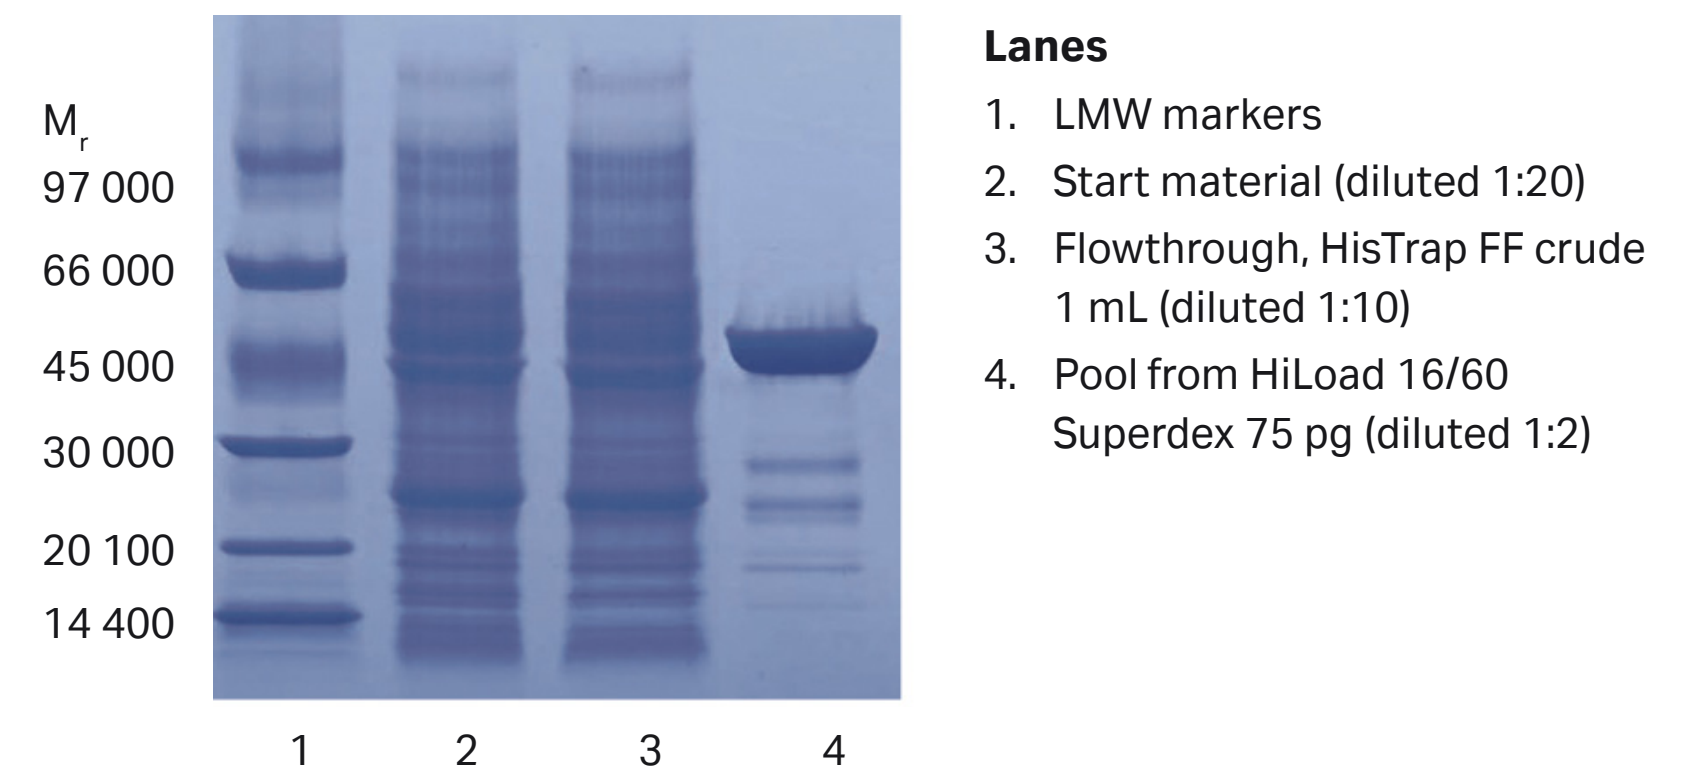 M
r
97 000
66 000
45 000
30 000
20 100
14 400
1 2 3 4
Lanes
1. LMW markers
2. Start material (diluted 1:20)
3. Flowthrough, HisTrap FF crude
1 mL (diluted 1:10)
4. Pool from HiLoad 16/60
Superdex 75 pg (diluted 1:2)